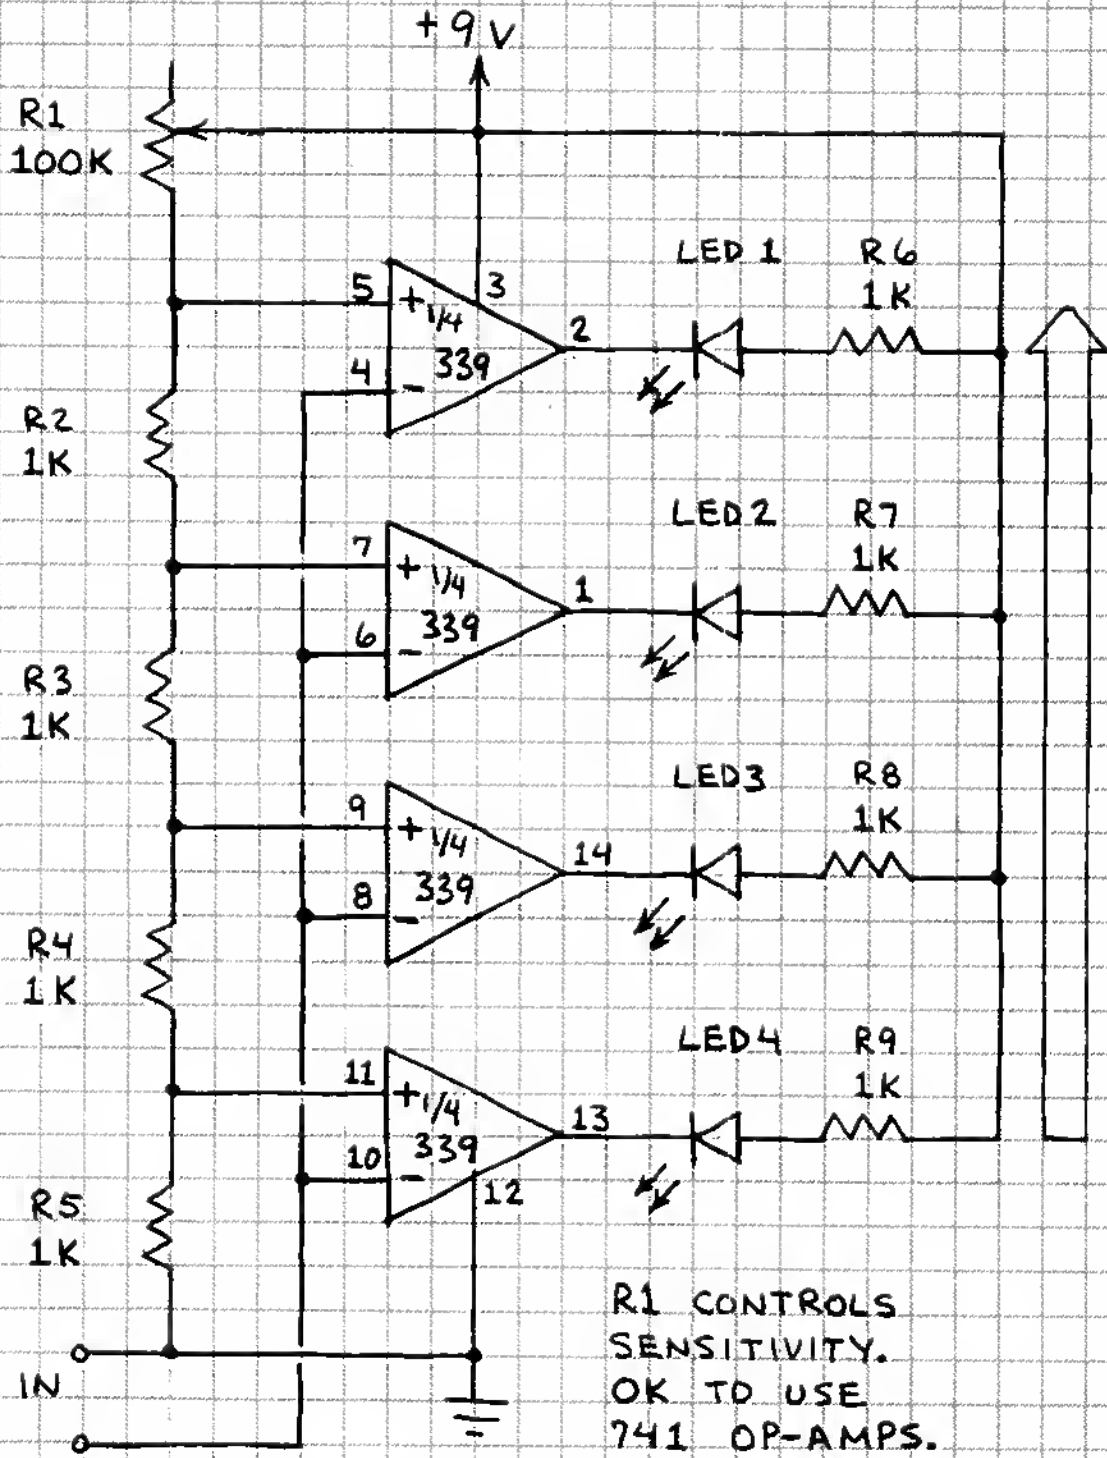 +9V
R1
100K
LED 1
R6
1K
5
+
1/4
339
3
2
4
-
R2
1K
LED2
R7
1K
7
+
1/4
339
1
6
-
R3
1K
LED3
R8
1K
9
+
1/4
339
14
8
-
R4
1K
LED4
R9
1K
11
+
1/4
339
13
10
-
12
R5
1K
IN
R1 CONTROLS
SENSITIVITY.
OK TO USE
741 OP-AMPS.